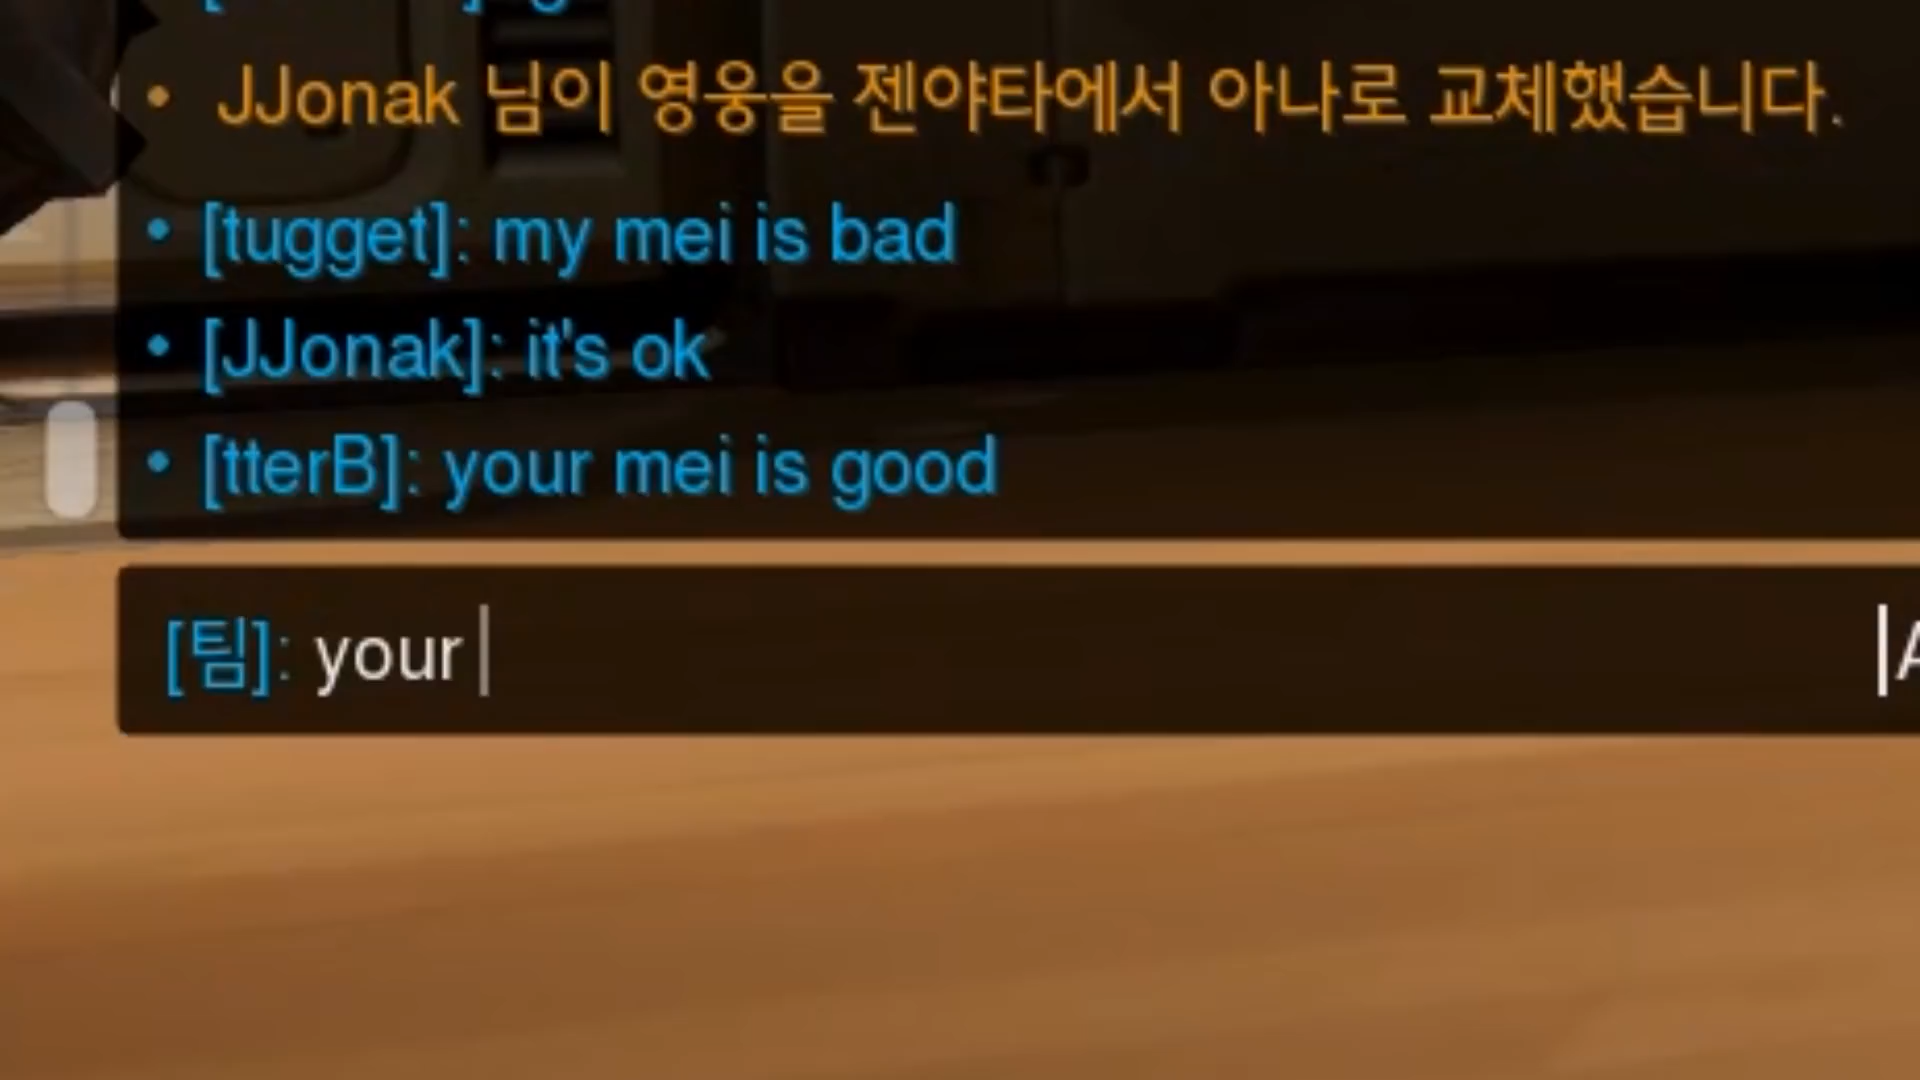 • JJonak 님이 영웅을 젠야타에서 아나로 교체했습니다.
• [tugget]: my mei is bad
• [JJonak]: it's ok
• [tterB]: your mei is good
[팀]: your